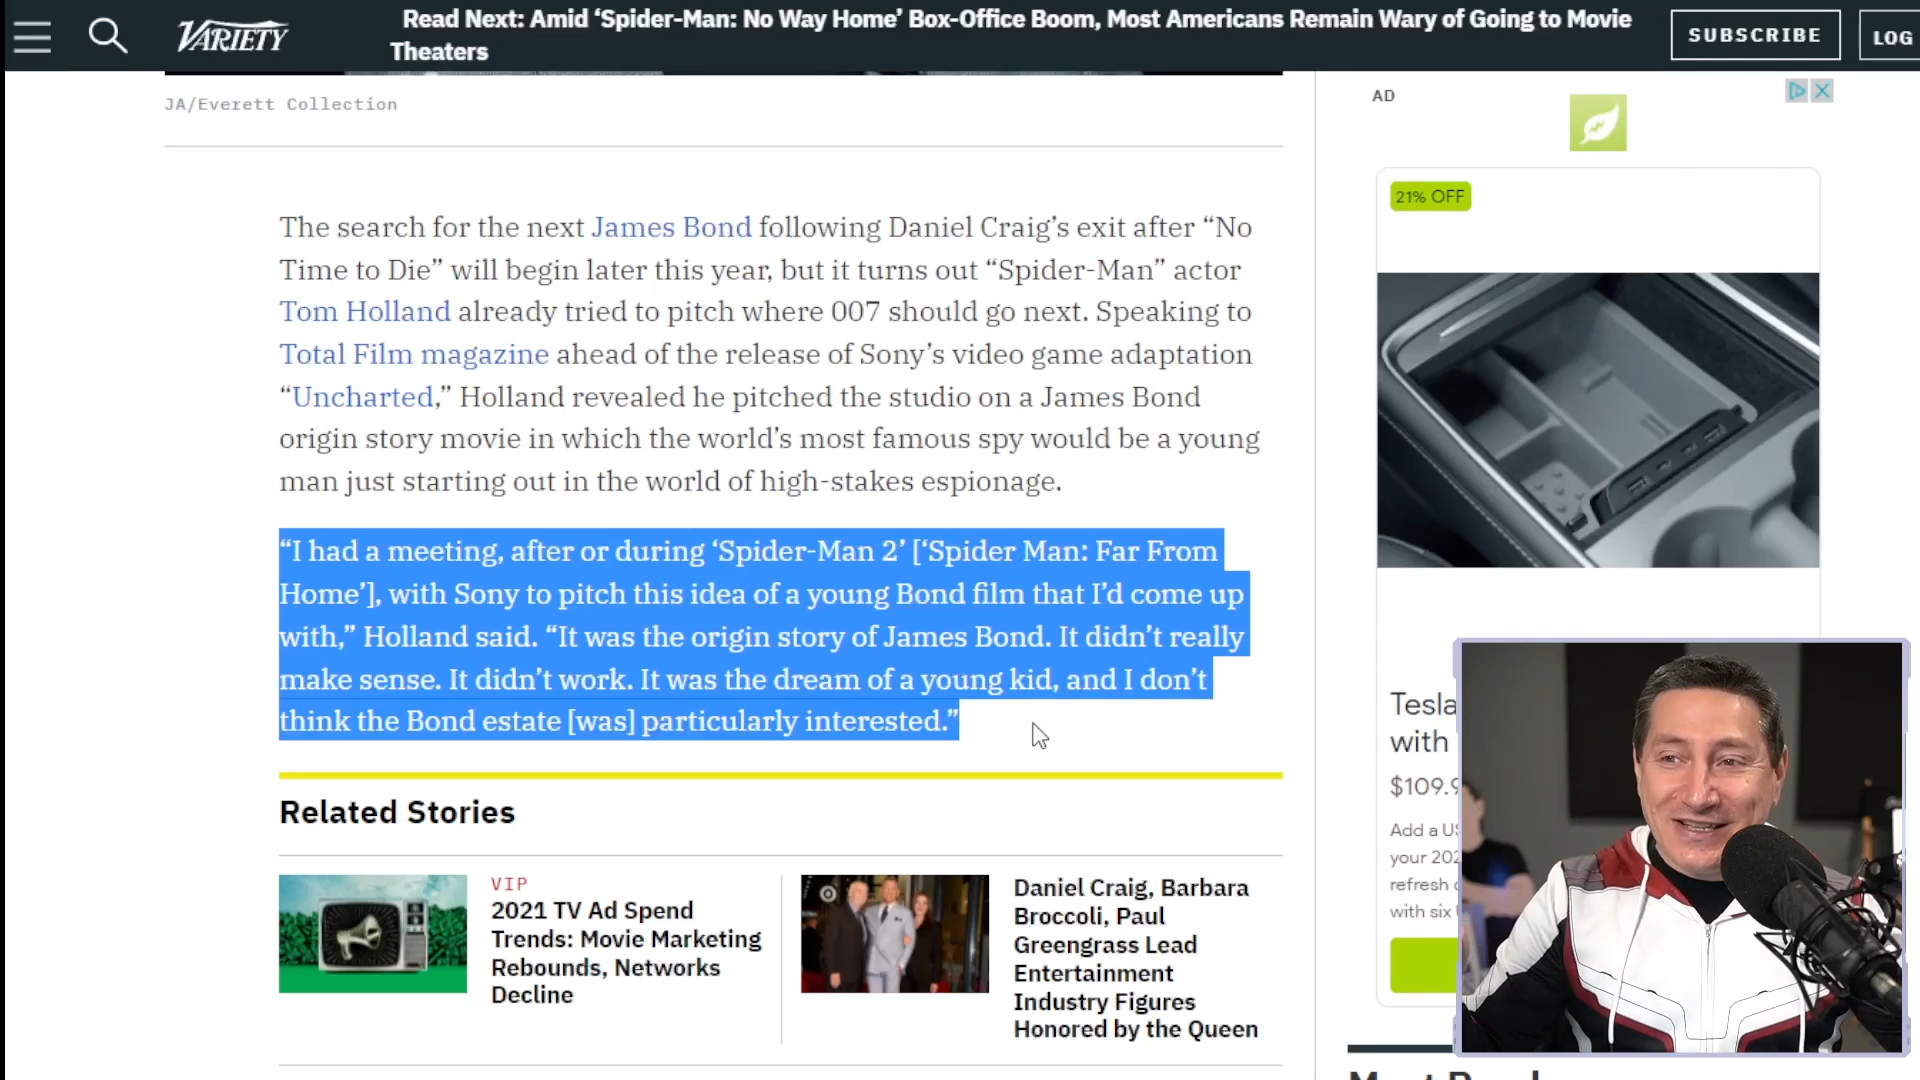 VARIETY
Read Next: Amid ‘Spider-Man: No Way Home’ Box-Office Boom, Most Americans Remain Wary of Going to Movie
Theaters
SUBSCRIBE
LOG
JA/Everett Collection
The search for the next James Bond following Daniel Craig’s exit after “No
Time to Die” will begin later this year, but it turns out “Spider-Man” actor
Tom Holland already tried to pitch where 007 should go next. Speaking to
Total Film magazine ahead of the release of Sony’s video game adaptation
“Uncharted,” Holland revealed he pitched the studio on a James Bond
origin story movie in which the world’s most famous spy would be a young
man just starting out in the world of high-stakes espionage.
“I had a meeting, after or during ‘Spider-Man 2’ [‘Spider Man: Far From
Home’], with Sony to pitch this idea of a young Bond film that I’d come up
with,” Holland said. “It was the origin story of James Bond. It didn’t really
make sense. It didn’t work. It was the dream of a young kid, and I don’t
think the Bond estate [was] particularly interested.”
Related Stories
VIP
2021 TV Ad Spend
Trends: Movie Marketing
Rebounds, Networks
Decline
Daniel Craig, Barbara
Broccoli, Paul
Greengrass Lead
Entertainment
Industry Figures
Honored by the Queen
AD
21% OFF
Tesla
with
$109.9
Add a US
your 202
refresh
with six